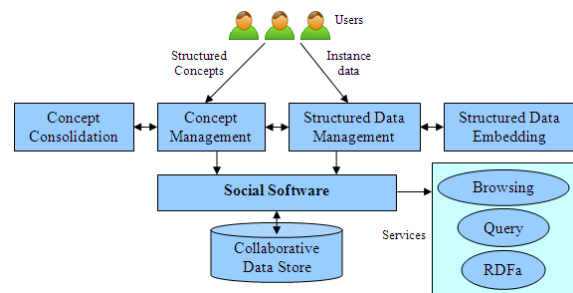 Users
Structured
Concepts
Instance
data
Concept
Consolidation
Concept
Management
Structured Data
Management
Structured Data
Embedding
Social Software
Browsing
Services
Query
Collaborative
Data Store
RDFa